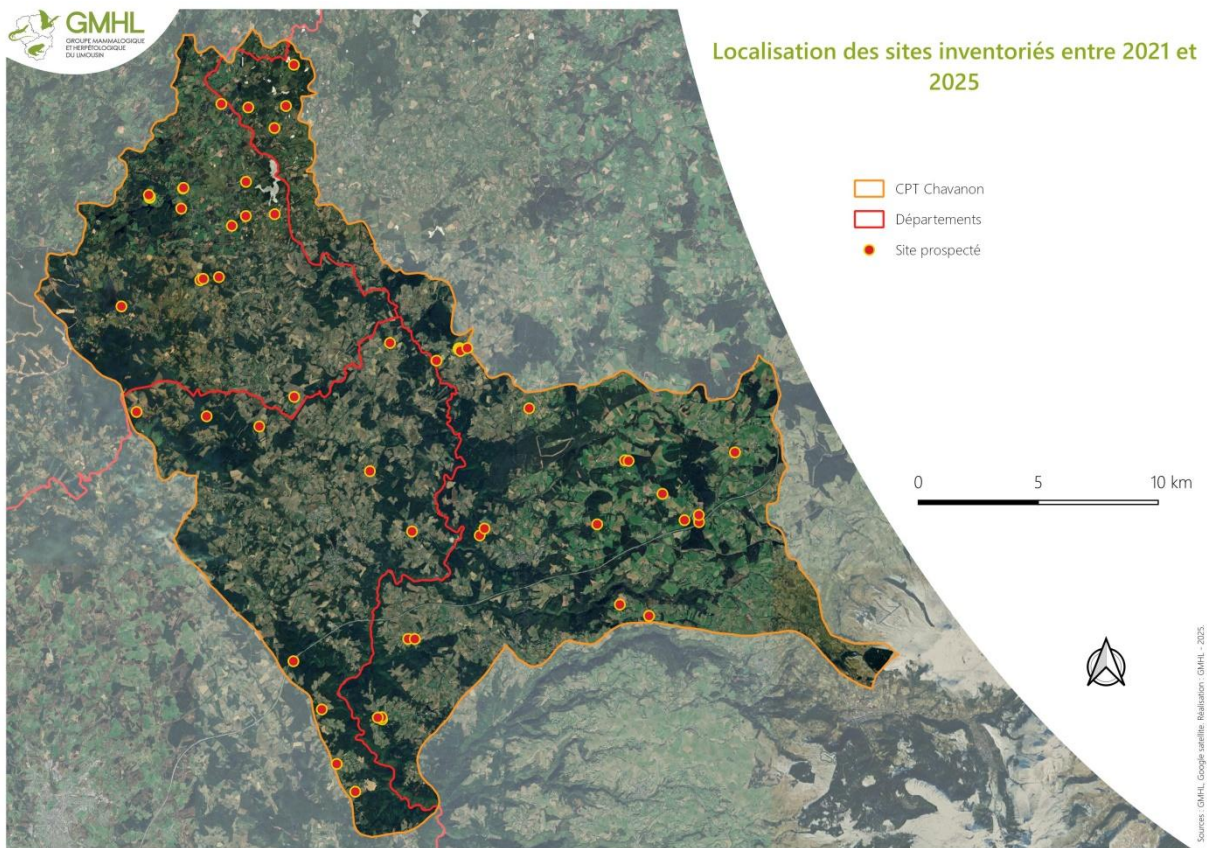 GMHL
GROUPE MAMMALOGIQUE
ET HERPÉTOLOGIQUE
DU LIMOUSIN
Localisation des sites inventoriés entre 2021 et
2025
CPT Chavanon
Départements
Site prospecté
0 5 10 km
Sources : GMHL, Google satellite. Réalisation : GMHL - 2025.